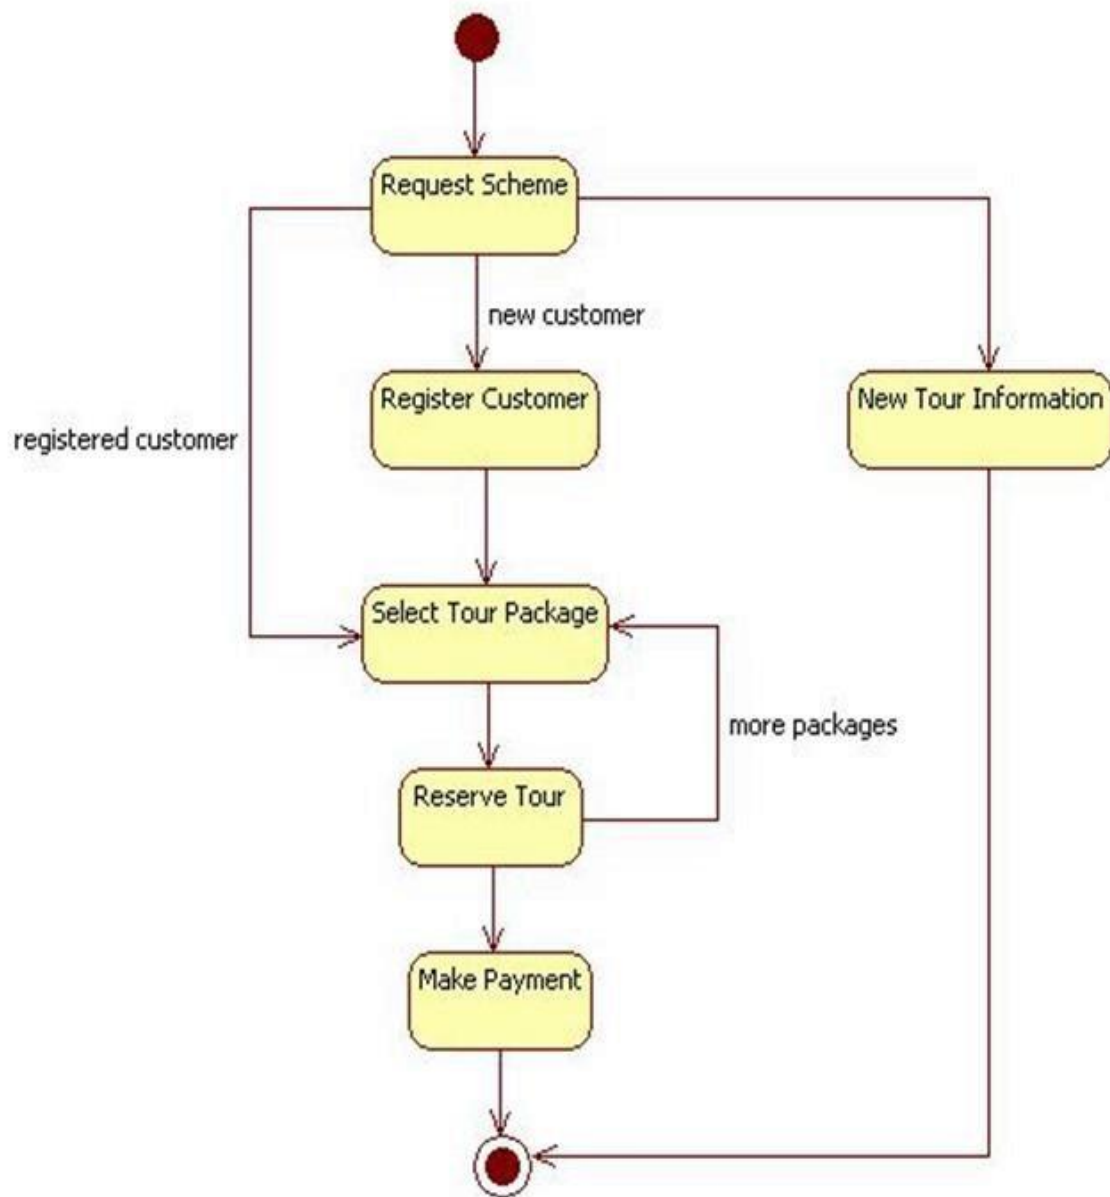 Request Scheme
new customer
Register Customer
New Tour Information
registered customer
Select Tour Package
more packages
Reserve Tour
Make Payment